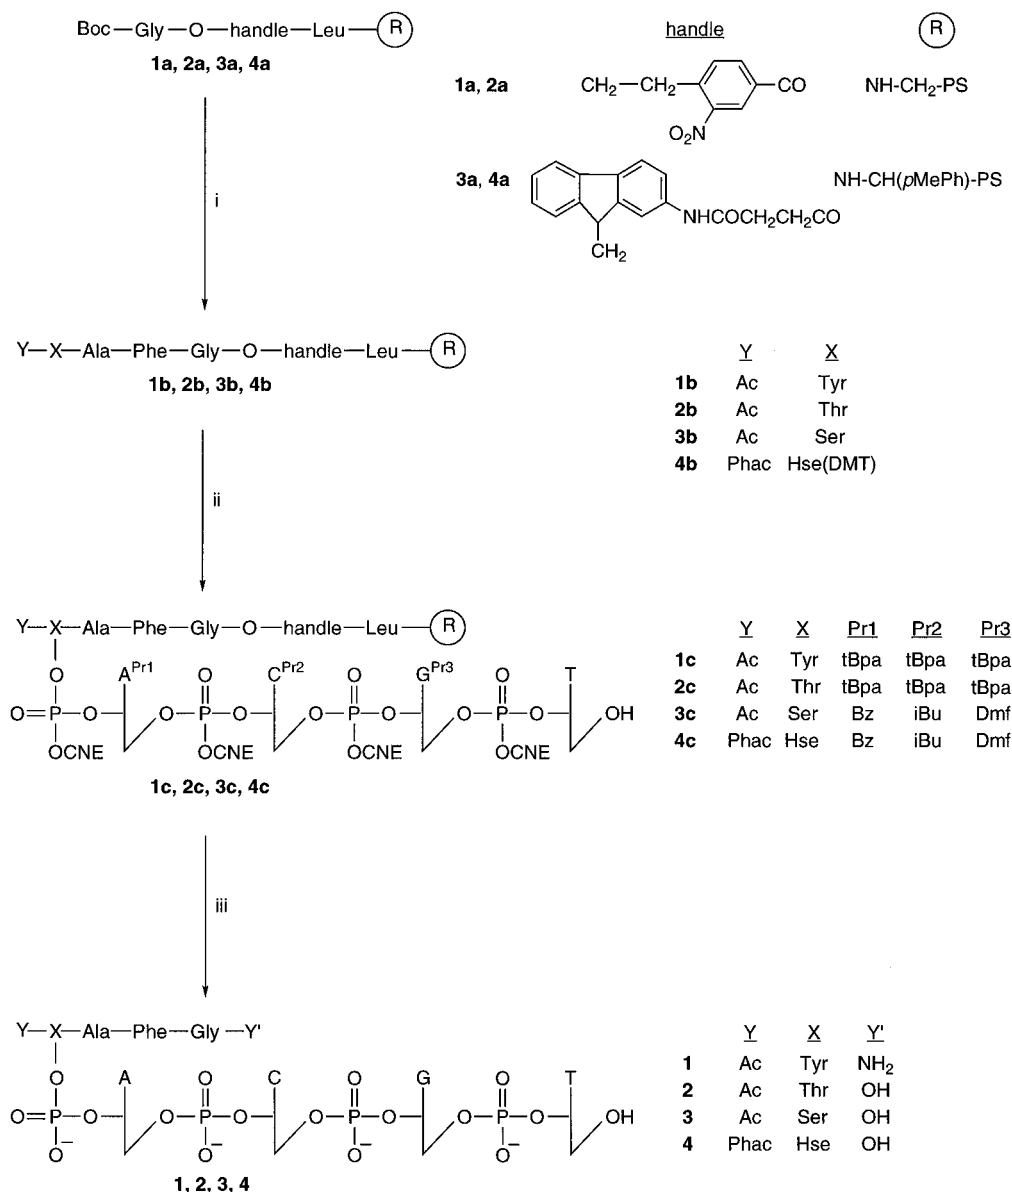 Boc—Gly—O—handle—Leu—R
1a, 2a, 3a, 4a
handle
R
1a, 2a
CH2—CH2
CO
O2N
NH-CH2-PS
3a, 4a
NHCOCH2CH2CO
CH2
NH-CH(pMePh)-PS
i
Y—X—Ala—Phe—Gly—O—handle—Leu—R
1b, 2b, 3b, 4b
Y X
1b Ac Tyr
2b Ac Thr
3b Ac Ser
4b Phac Hse(DMT)
ii
Y—X—Ala—Phe—Gly—O—handle—Leu—R
O APr1 O CPr2 O GPr3 O T
O=P—O O—P—O O—P—O O—P—O OH
OCNE OCNE OCNE OCNE
1c, 2c, 3c, 4c
Y X Pr1 Pr2 Pr3
1c Ac Tyr tBpa tBpa tBpa
2c Ac Thr tBpa tBpa tBpa
3c Ac Ser Bz iBu Dmf
4c Phac Hse Bz iBu Dmf
iii
Y—X—Ala—Phe—Gly—Y'
O A O C O G O T
O=P—O O—P—O O—P—O O—P—O OH
O− O− O− O−
1, 2, 3, 4
Y X Y'
1 Ac Tyr NH2
2 Ac Thr OH
3 Ac Ser OH
4 Phac Hse OH